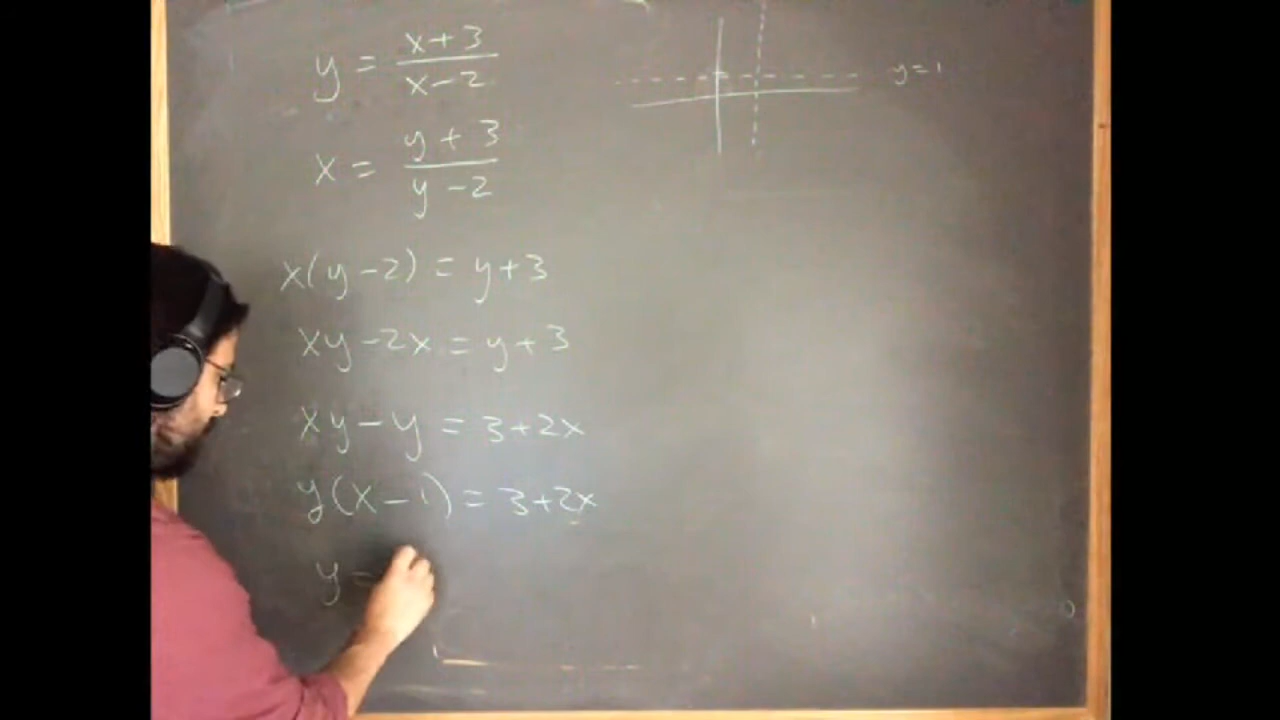 y = x+3 / x-2
y = 1
x = y+3 / y-2
x(y-2) = y+3
xy-2x = y+3
xy-y = 3+2x
y(x-1) = 3+2x
y =